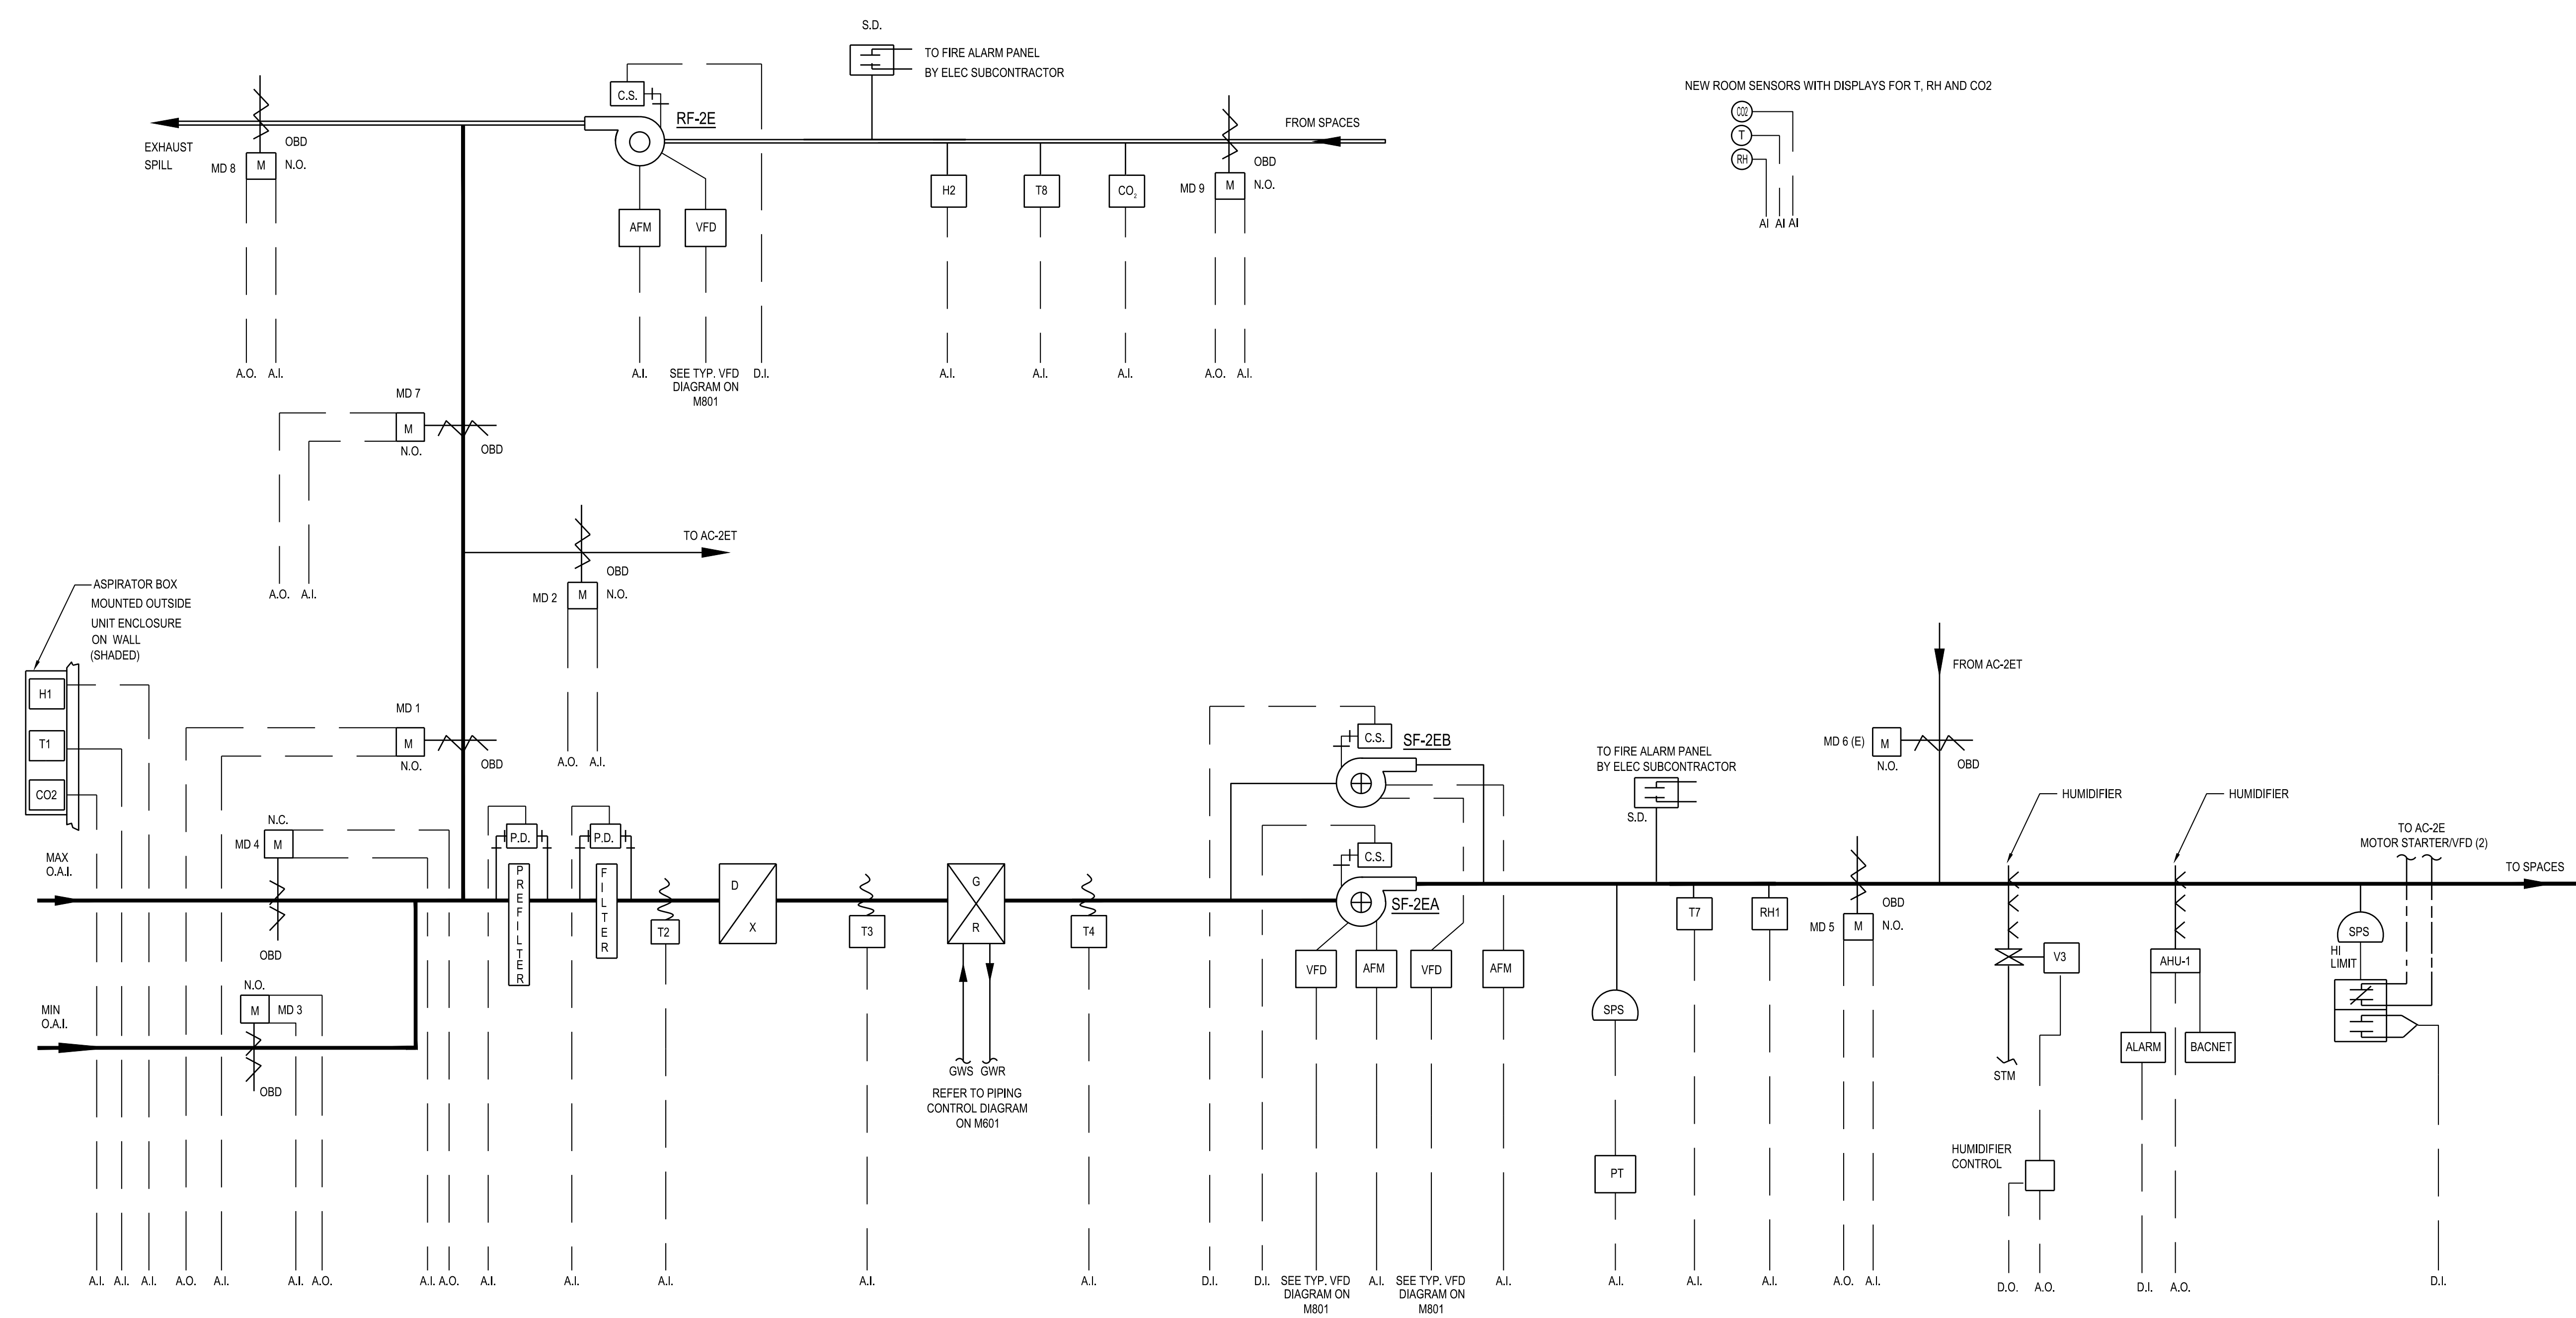 S.D.
TO FIRE ALARM PANEL
BY ELEC SUBCONTRACTOR
NEW ROOM SENSORS WITH DISPLAYS FOR T, RH AND CO2
CO2
T
RH
AI AI AI
C.S.
RF-2E
FROM SPACES
EXHAUST
SPILL
OBD
MD 8
M
N.O.
AFM
VFD
H2
T8
CO2
MD 9
M
OBD
N.O.
A.O. A.I.
A.I.
SEE TYP. VFD
DIAGRAM ON
M801
D.I.
A.I.
A.I.
A.I.
A.O. A.I.
MD 7
M
N.O.
OBD
A.O. A.I.
TO AC-2ET
OBD
MD 2
M
N.O.
A.O. A.I.
ASPIRATOR BOX
MOUNTED OUTSIDE
UNIT ENCLOSURE
ON WALL
(SHADED)
H1
T1
CO2
MD 1
M
N.O.
OBD
N.C.
MD 4
M
OBD
MAX
O.A.I.
N.O.
M
MD 3
OBD
MIN
O.A.I.
P.D.
PREFILTER
P.D.
FILTER
T2
D
X
T3
G
R
T4
GWS GWR
REFER TO PIPING
CONTROL DIAGRAM
ON M601
C.S.
SF-2EB
C.S.
SF-2EA
VFD
AFM
VFD
AFM
TO FIRE ALARM PANEL
BY ELEC SUBCONTRACTOR
S.D.
SPS
PT
T7
RH1
MD 5
M
OBD
N.O.
FROM AC-2ET
MD 6 (E)
M
N.O.
OBD
HUMIDIFIER
V3
STM
HUMIDIFIER
CONTROL
HUMIDIFIER
AHU-1
ALARM
BACNET
TO AC-2E
MOTOR STARTER/VFD (2)
TO SPACES
SPS
HI
LIMIT
A.I. A.I. A.I. A.O. A.I. A.I. A.O. A.I. A.O. A.I. A.I. A.I. A.I. A.I. D.I. D.I.
SEE TYP. VFD
DIAGRAM ON
M801
A.I.
SEE TYP. VFD
DIAGRAM ON
M801
A.I. A.I. A.I. A.I. A.O. A.I.
D.O. A.O. D.I. A.O. D.I.